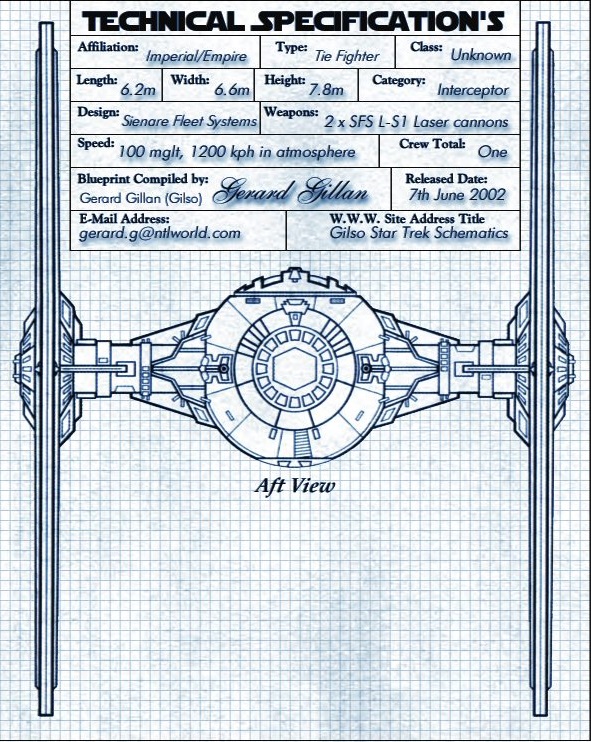 TECHNICAL SPECIFICATION'S
Affiliation: Imperial/Empire Type: Tie Fighter Class: Unknown
Length: 6.2m Width: 6.6m Height: 7.8m Category: Interceptor
Design: Sienare Fleet Systems Weapons: 2 x SFS L-S1 Laser cannons
Speed: 100 mglt, 1200 kph in atmosphere Crew Total: One
Blueprint Compiled by: Gerard Gillan Released Date:
Gerard Gillan (Gilso) 7th June 2002
E-Mail Address: W.W.W. Site Address Title
gerard.g@ntlworld.com Gilso Star Trek Schematics
Aft View